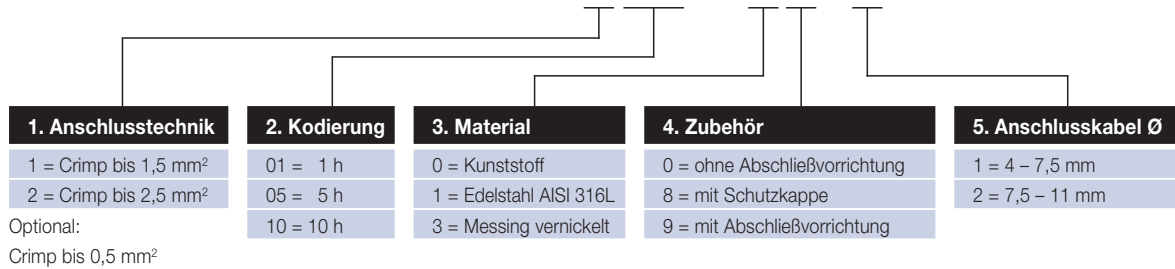 1. Anschlusstechnik
1 = Crimp bis 1,5 mm²
2 = Crimp bis 2,5 mm²
Optional:
Crimp bis 0,5 mm²
2. Kodierung
01 = 1 h
05 = 5 h
10 = 10 h
3. Material
0 = Kunststoff
1 = Edelstahl AISI 316L
3 = Messing vernickelt
4. Zubehör
0 = ohne Abschließvorrichtung
8 = mit Schutzkappe
9 = mit Abschließvorrichtung
5. Anschlusskabel Ø
1 = 4 – 7,5 mm
2 = 7,5 – 11 mm